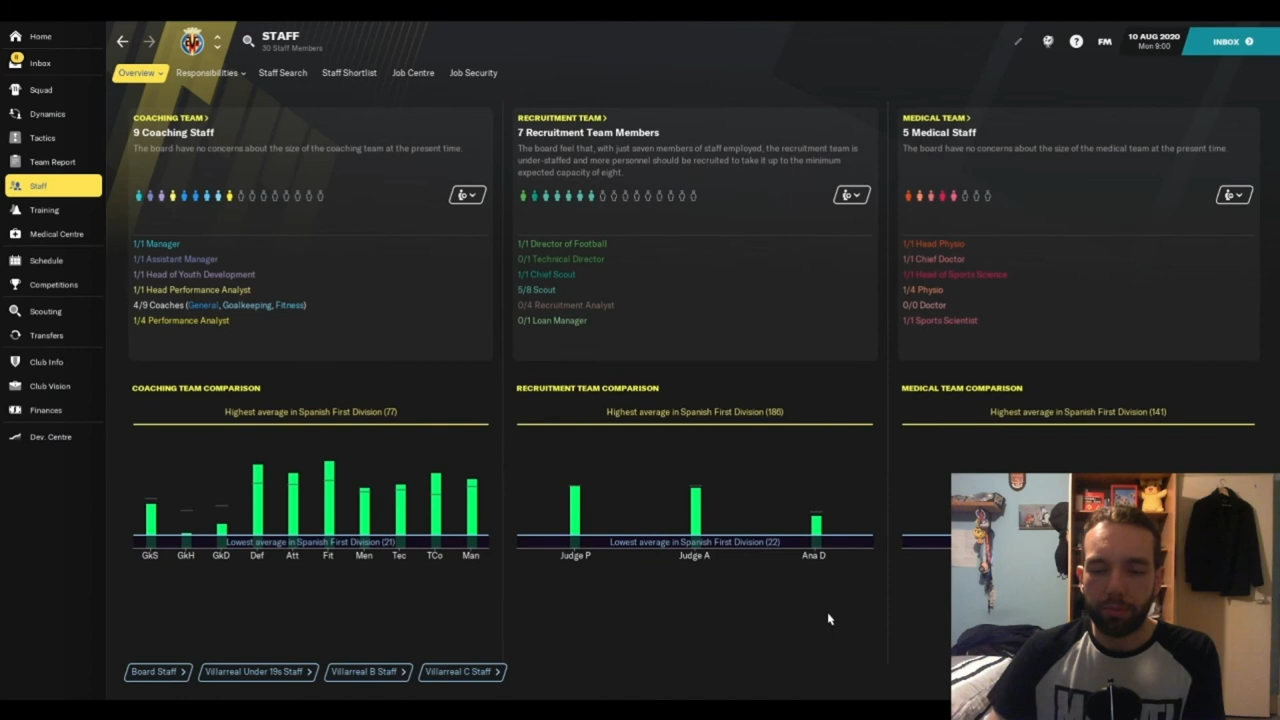 Home
Inbox
8
Squad
Dynamics
Tactics
Team Report
Staff
Training
Medical Centre
Schedule
Competitions
Scouting
Transfers
Club Info
Club Vision
Finances
Dev. Centre
STAFF
30 Staff Members
?
FM
10 AUG 2020
Mon 9:00
INBOX
Overview
Responsibilities
Staff Search
Staff Shortlist
Job Centre
Job Security
COACHING TEAM >
9 Coaching Staff
The board have no concerns about the size of the coaching team at the present time.
1/1 Manager
1/1 Assistant Manager
1/1 Head of Youth Development
1/1 Head Performance Analyst
4/9 Coaches (General, Goalkeeping, Fitness)
1/4 Performance Analyst
RECRUITMENT TEAM >
7 Recruitment Team Members
The board feel that, with just seven members of staff employed, the recruitment team is
under-staffed and more personnel should be recruited to take it up to the minimum
expected capacity of eight.
1/1 Director of Football
0/1 Technical Director
1/1 Chief Scout
5/8 Scout
0/4 Recruitment Analyst
0/1 Loan Manager
MEDICAL TEAM >
5 Medical Staff
The board have no concerns about the size of the medical team at the present time.
1/1 Head Physio
1/1 Chief Doctor
1/1 Head of Sports Science
1/4 Physio
0/0 Doctor
1/1 Sports Scientist
COACHING TEAM COMPARISON
Highest average in Spanish First Division (77)
Lowest average in Spanish First Division (21)
GkS GkH GkD Def Att Fit Men Tec TCo Man
RECRUITMENT TEAM COMPARISON
Highest average in Spanish First Division (186)
Lowest average in Spanish First Division (22)
Judge P Judge A Ana D
MEDICAL TEAM COMPARISON
Highest average in Spanish First Division (141)
Board Staff >
Villarreal Under 19s Staff >
Villarreal B Staff >
Villarreal C Staff >